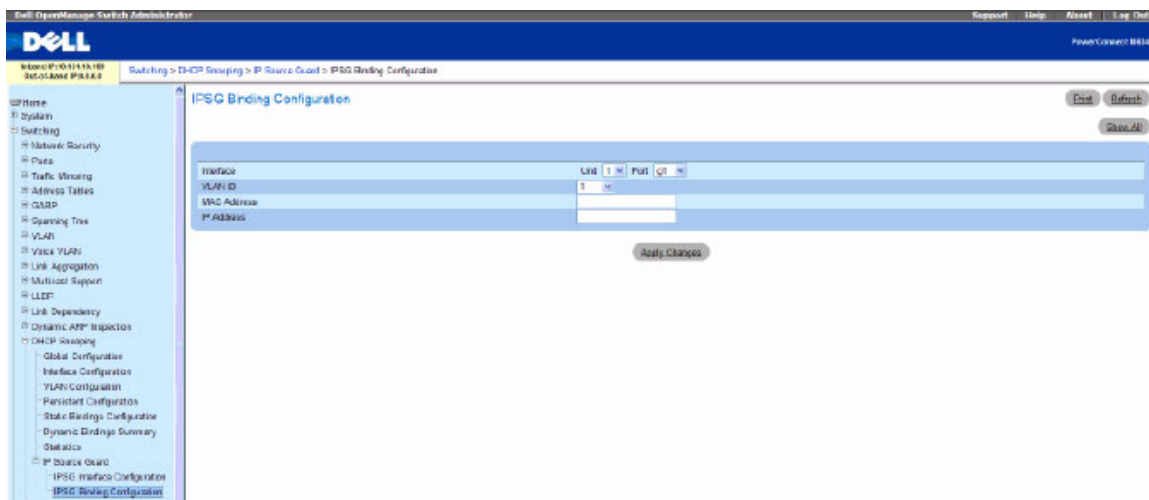 Dell OpenManage Switch Administrator
Support Help About Log Out
DELL
PowerConnect
Switching > DHCP Snooping > IP Source Guard > IPSG Binding Configuration
Home
System
Switching
Network Security
Ports
Traffic Mirroring
Address Tables
GARP
Spanning Tree
VLAN
Voice VLAN
Link Aggregation
Multicast Support
LLDP
Link Dependency
Dynamic ARP Inspection
DHCP Snooping
Global Configuration
Interface Configuration
VLAN Configuration
Persistent Configuration
Static Bindings Configuration
Dynamic Bindings Summary
Statistics
IP Source Guard
IPSG Interface Configuration
IPSG Binding Configuration
IPSG Binding Configuration
Print Refresh
Show All
Interface Unit 1 Port g1
VLAN ID 1
MAC Address
IP Address
Apply Changes